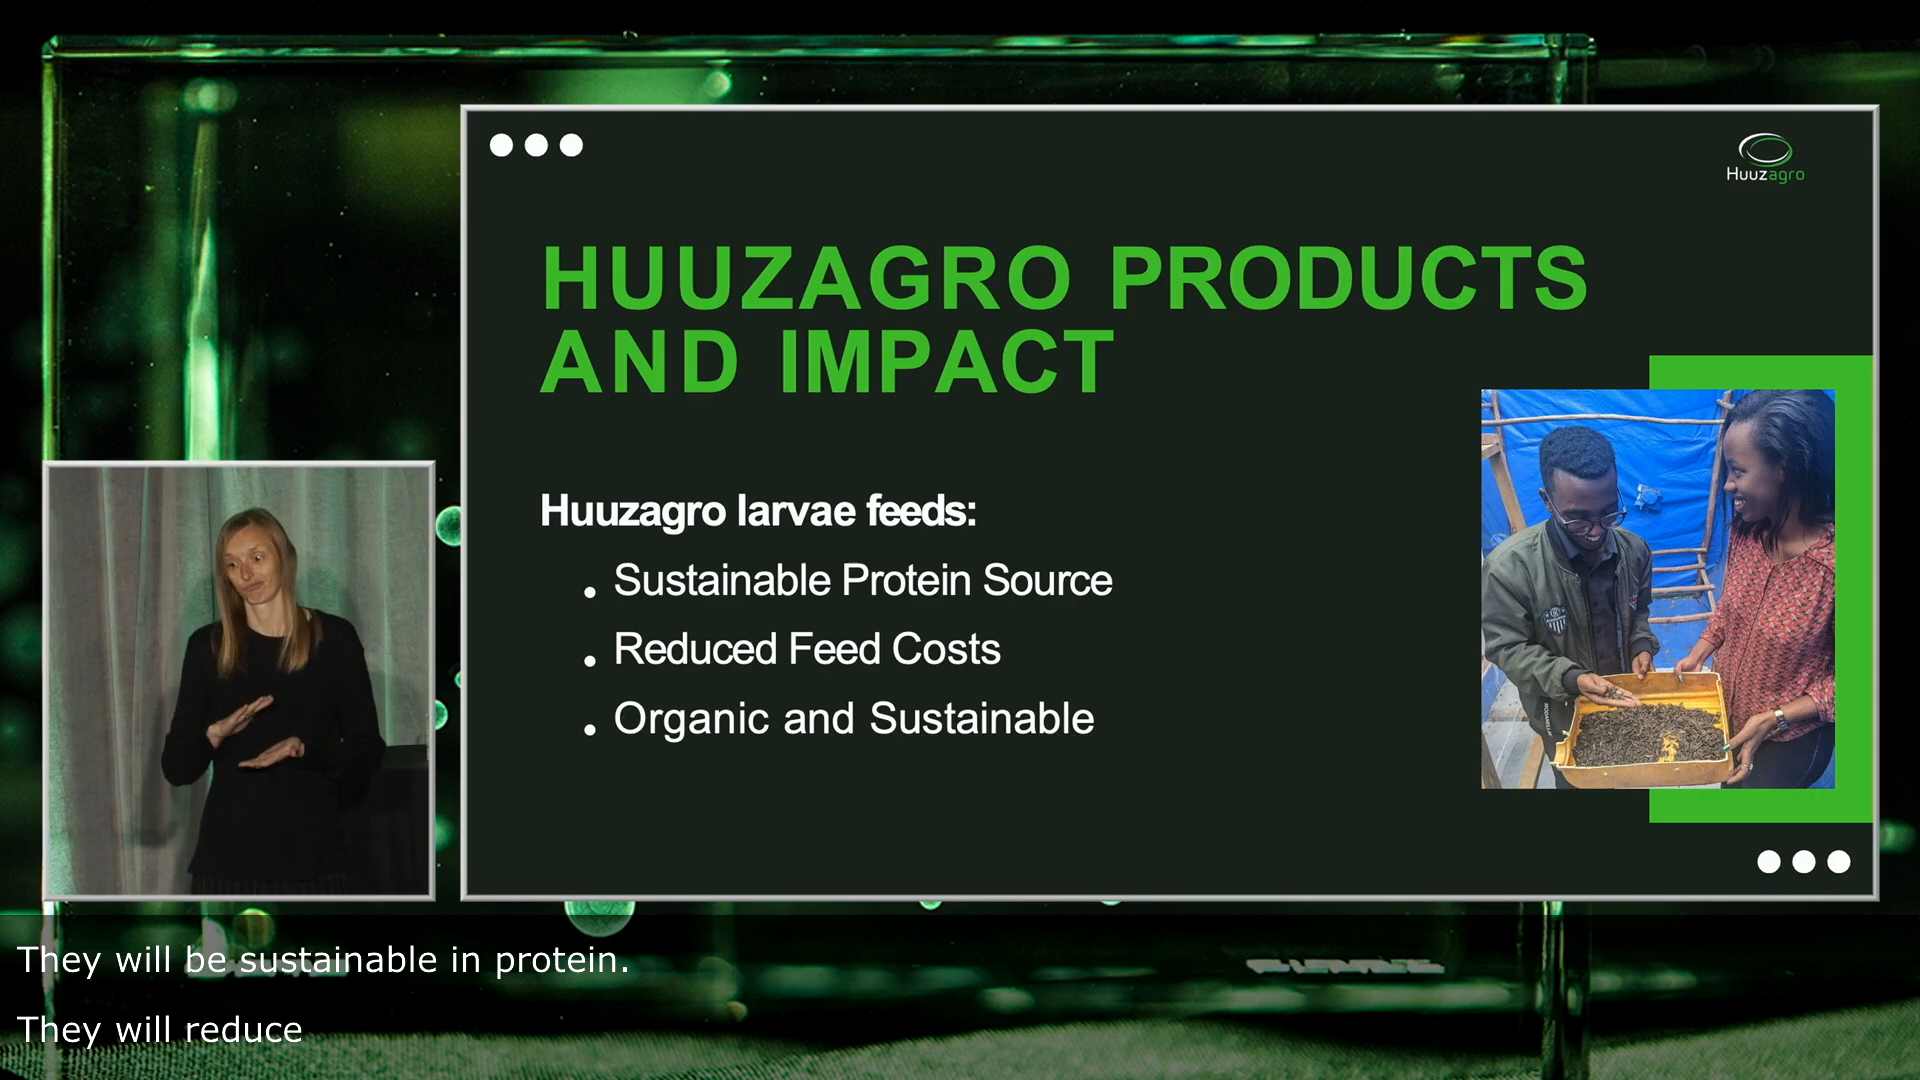 Huuzagro
HUUZAGRO PRODUCTS
AND IMPACT
Huuzagro larvae feeds:
• Sustainable Protein Source
• Reduced Feed Costs
• Organic and Sustainable
They will be sustainable in protein.
They will reduce